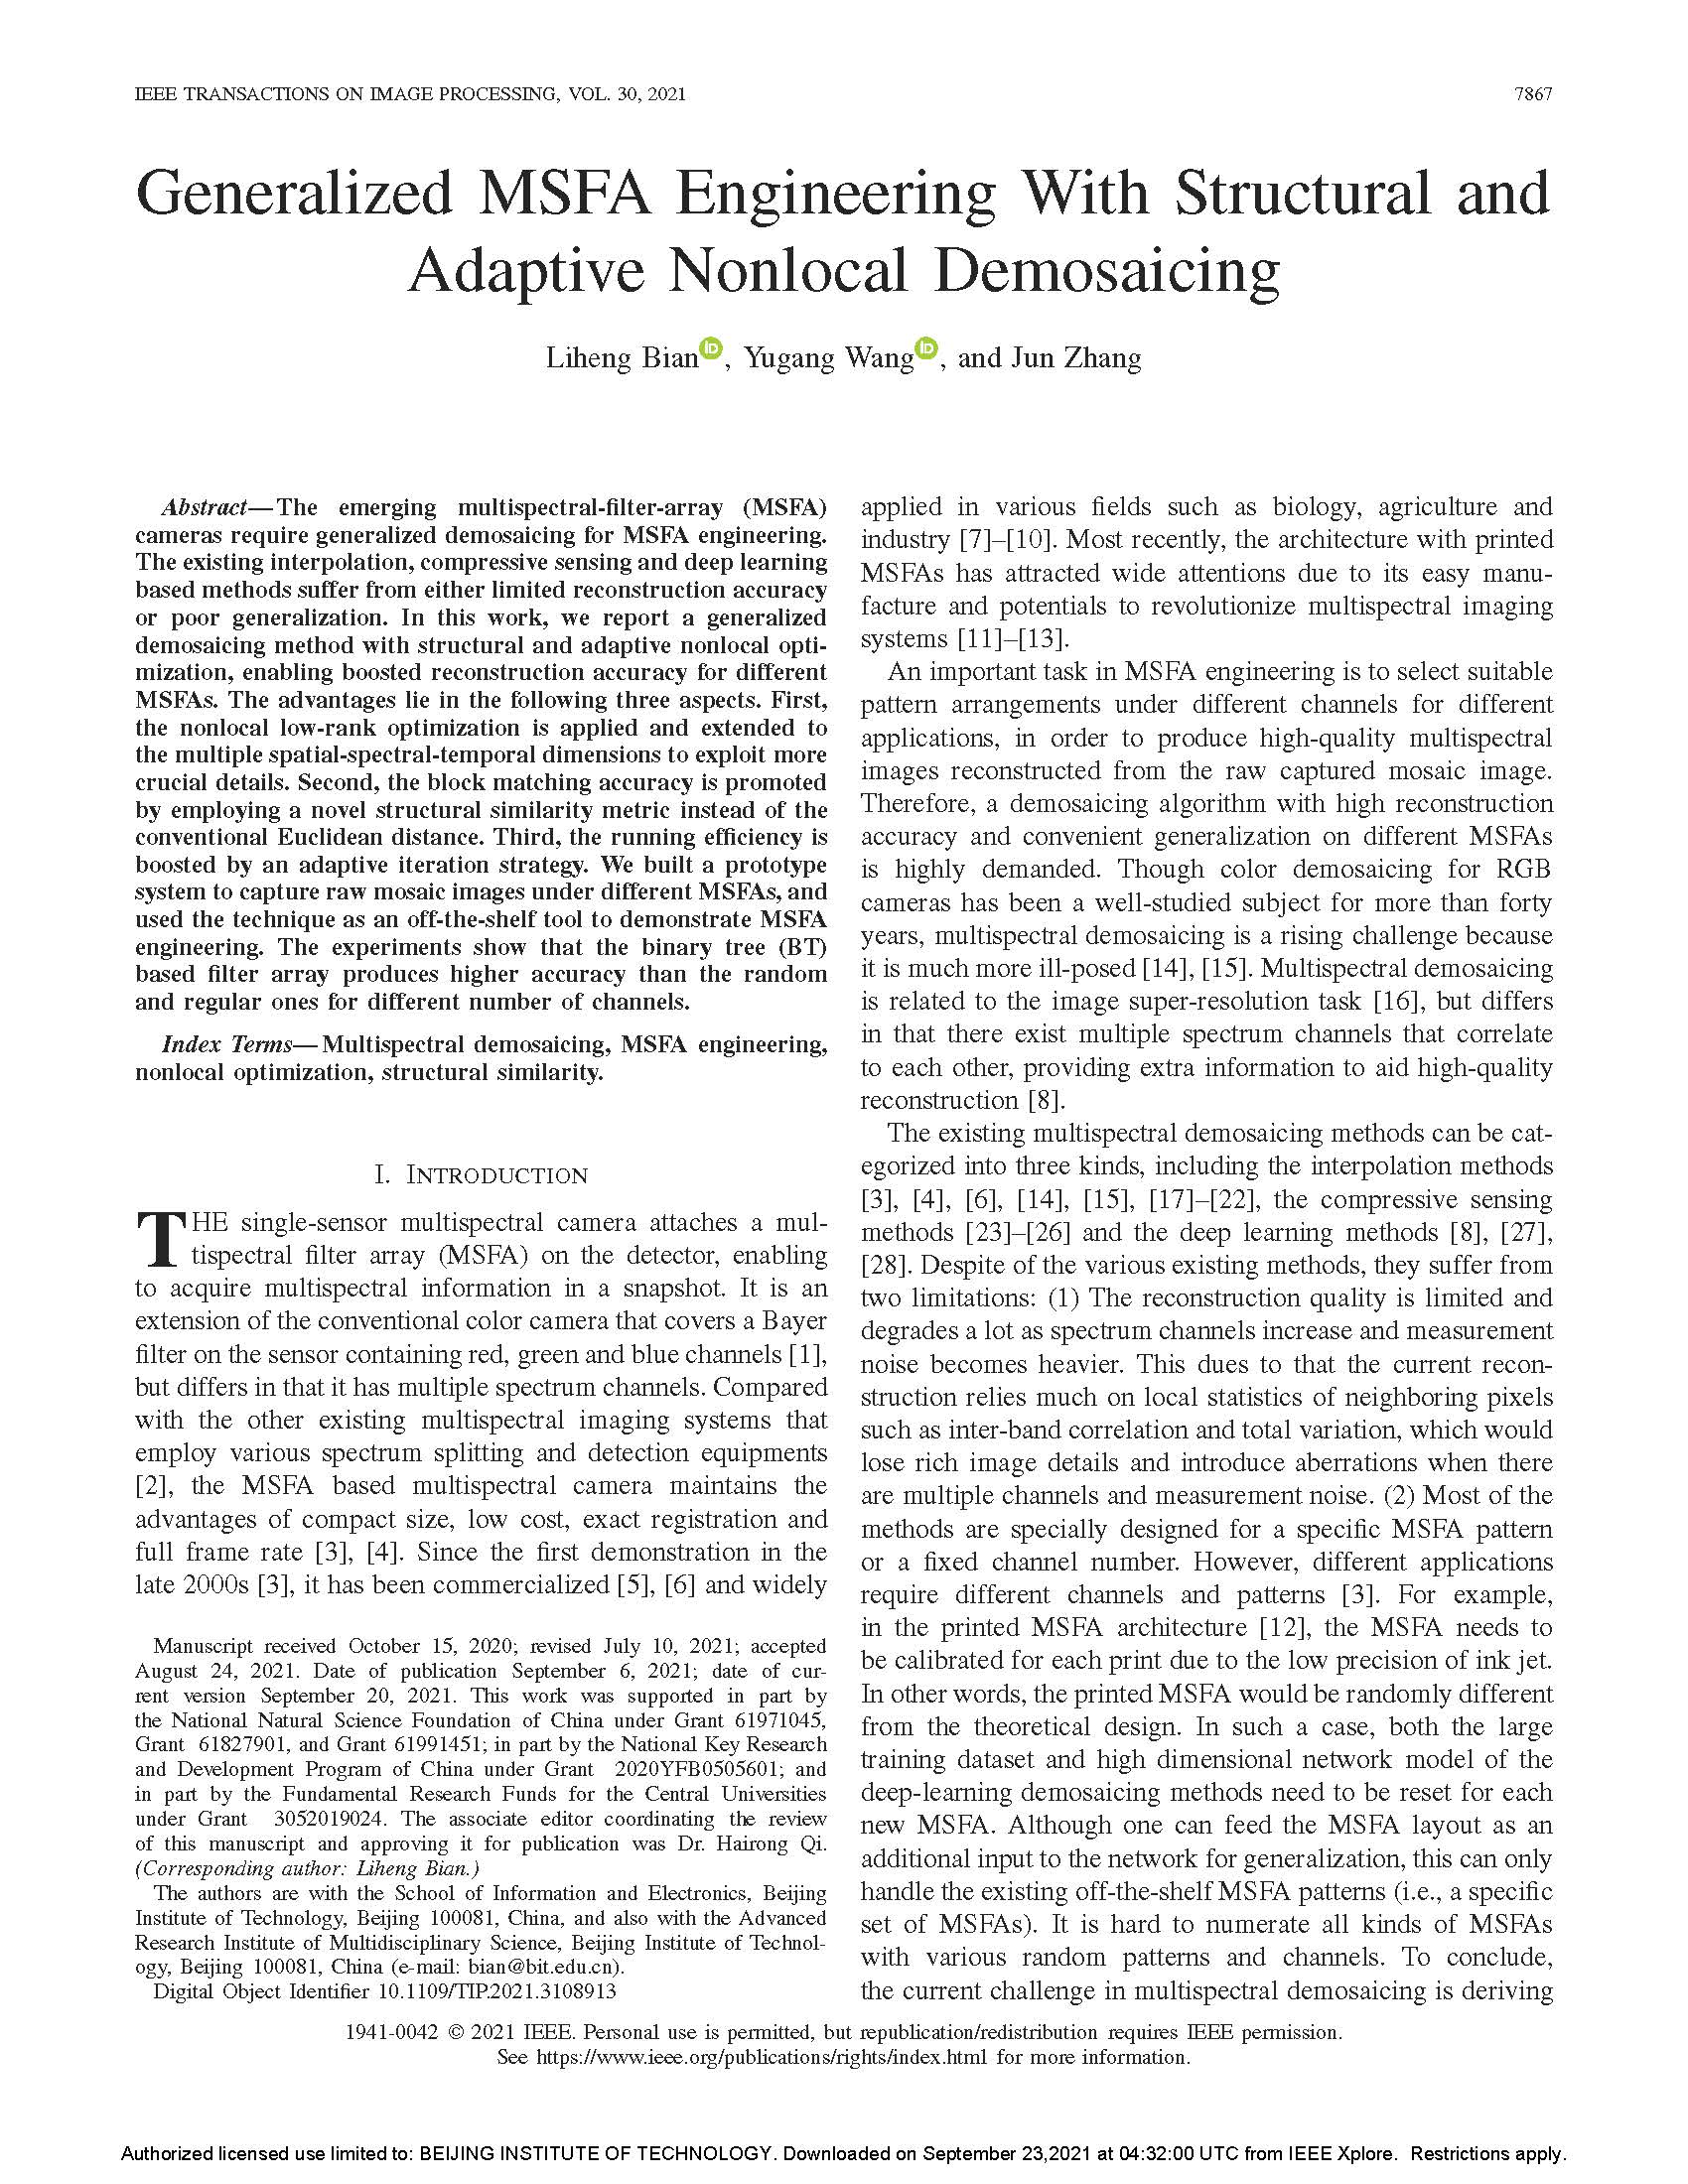 IEEE TRANSACTIONS ON IMAGE PROCESSING, VOL. 30, 2021
7867
Generalized MSFA Engineering With Structural and
Adaptive Nonlocal Demosaicing
Liheng Bian, Yugang Wang, and Jun Zhang
Abstract—The emerging multispectral-filter-array (MSFA)
cameras require generalized demosaicing for MSFA engineering.
The existing interpolation, compressive sensing and deep learning
based methods suffer from either limited reconstruction accuracy
or poor generalization. In this work, we report a generalized
demosaicing method with structural and adaptive nonlocal opti-
mization, enabling boosted reconstruction accuracy for different
MSFAs. The advantages lie in the following three aspects. First,
the nonlocal low-rank optimization is applied and extended to
the multiple spatial-spectral-temporal dimensions to exploit more
crucial details. Second, the block matching accuracy is promoted
by employing a novel structural similarity metric instead of the
conventional Euclidean distance. Third, the running efficiency is
boosted by an adaptive iteration strategy. We built a prototype
system to capture raw mosaic images under different MSFAs, and
used the technique as an off-the-shelf tool to demonstrate MSFA
engineering. The experiments show that the binary tree (BT)
based filter array produces higher accuracy than the random
and regular ones for different number of channels.
Index Terms—Multispectral demosaicing, MSFA engineering,
nonlocal optimization, structural similarity.
I. INTRODUCTION
THE single-sensor multispectral camera attaches a mul-
tispectral filter array (MSFA) on the detector, enabling
to acquire multispectral information in a snapshot. It is an
extension of the conventional color camera that covers a Bayer
filter on the sensor containing red, green and blue channels [1],
but differs in that it has multiple spectrum channels. Compared
with the other existing multispectral imaging systems that
employ various spectrum splitting and detection equipments
[2], the MSFA based multispectral camera maintains the
advantages of compact size, low cost, exact registration and
full frame rate [3], [4]. Since the first demonstration in the
late 2000s [3], it has been commercialized [5], [6] and widely
Manuscript received October 15, 2020; revised July 10, 2021; accepted
August 24, 2021. Date of publication September 6, 2021; date of cur-
rent version September 20, 2021. This work was supported in part by
the National Natural Science Foundation of China under Grant 61971045,
Grant 61827901, and Grant 61991451; in part by the National Key Research
and Development Program of China under Grant 2020YFB0505601; and
in part by the Fundamental Research Funds for the Central Universities
under Grant 3052019024. The associate editor coordinating the review
of this manuscript and approving it for publication was Dr. Hairong Qi.
(Corresponding author: Liheng Bian.)
The authors are with the School of Information and Electronics, Beijing
Institute of Technology, Beijing 100081, China, and also with the Advanced
Research Institute of Multidisciplinary Science, Beijing Institute of Technol-
ogy, Beijing 100081, China (e-mail: bian@bit.edu.cn).
Digital Object Identifier 10.1109/TIP.2021.3108913
applied in various fields such as biology, agriculture and
industry [7]–[10]. Most recently, the architecture with printed
MSFAs has attracted wide attentions due to its easy manu-
facture and potentials to revolutionize multispectral imaging
systems [11]–[13].
An important task in MSFA engineering is to select suitable
pattern arrangements under different channels for different
applications, in order to produce high-quality multispectral
images reconstructed from the raw captured mosaic image.
Therefore, a demosaicing algorithm with high reconstruction
accuracy and convenient generalization on different MSFAs
is highly demanded. Though color demosaicing for RGB
cameras has been a well-studied subject for more than forty
years, multispectral demosaicing is a rising challenge because
it is much more ill-posed [14], [15]. Multispectral demosaicing
is related to the image super-resolution task [16], but differs
in that there exist multiple spectrum channels that correlate
to each other, providing extra information to aid high-quality
reconstruction [8].
The existing multispectral demosaicing methods can be cat-
egorized into three kinds, including the interpolation methods
[3], [4], [6], [14], [15], [17]–[22], the compressive sensing
methods [23]–[26] and the deep learning methods [8], [27],
[28]. Despite of the various existing methods, they suffer from
two limitations: (1) The reconstruction quality is limited and
degrades a lot as spectrum channels increase and measurement
noise becomes heavier. This dues to that the current recon-
struction relies much on local statistics of neighboring pixels
such as inter-band correlation and total variation, which would
lose rich image details and introduce aberrations when there
are multiple channels and measurement noise. (2) Most of the
methods are specially designed for a specific MSFA pattern
or a fixed channel number. However, different applications
require different channels and patterns [3]. For example,
in the printed MSFA architecture [12], the MSFA needs to
be calibrated for each print due to the low precision of ink jet.
In other words, the printed MSFA would be randomly different
from the theoretical design. In such a case, both the large
training dataset and high dimensional network model of the
deep-learning demosaicing methods need to be reset for each
new MSFA. Although one can feed the MSFA layout as an
additional input to the network for generalization, this can only
handle the existing off-the-shelf MSFA patterns (i.e., a specific
set of MSFAs). It is hard to numerate all kinds of MSFAs
with various random patterns and channels. To conclude,
the current challenge in multispectral demosaicing is deriving
1941-0042 © 2021 IEEE. Personal use is permitted, but republication/redistribution requires IEEE permission.
See https://www.ieee.org/publications/rights/index.html for more information.
Authorized licensed use limited to: BEIJING INSTITUTE OF TECHNOLOGY. Downloaded on September 23,2021 at 04:32:00 UTC from IEEE Xplore. Restrictions apply.